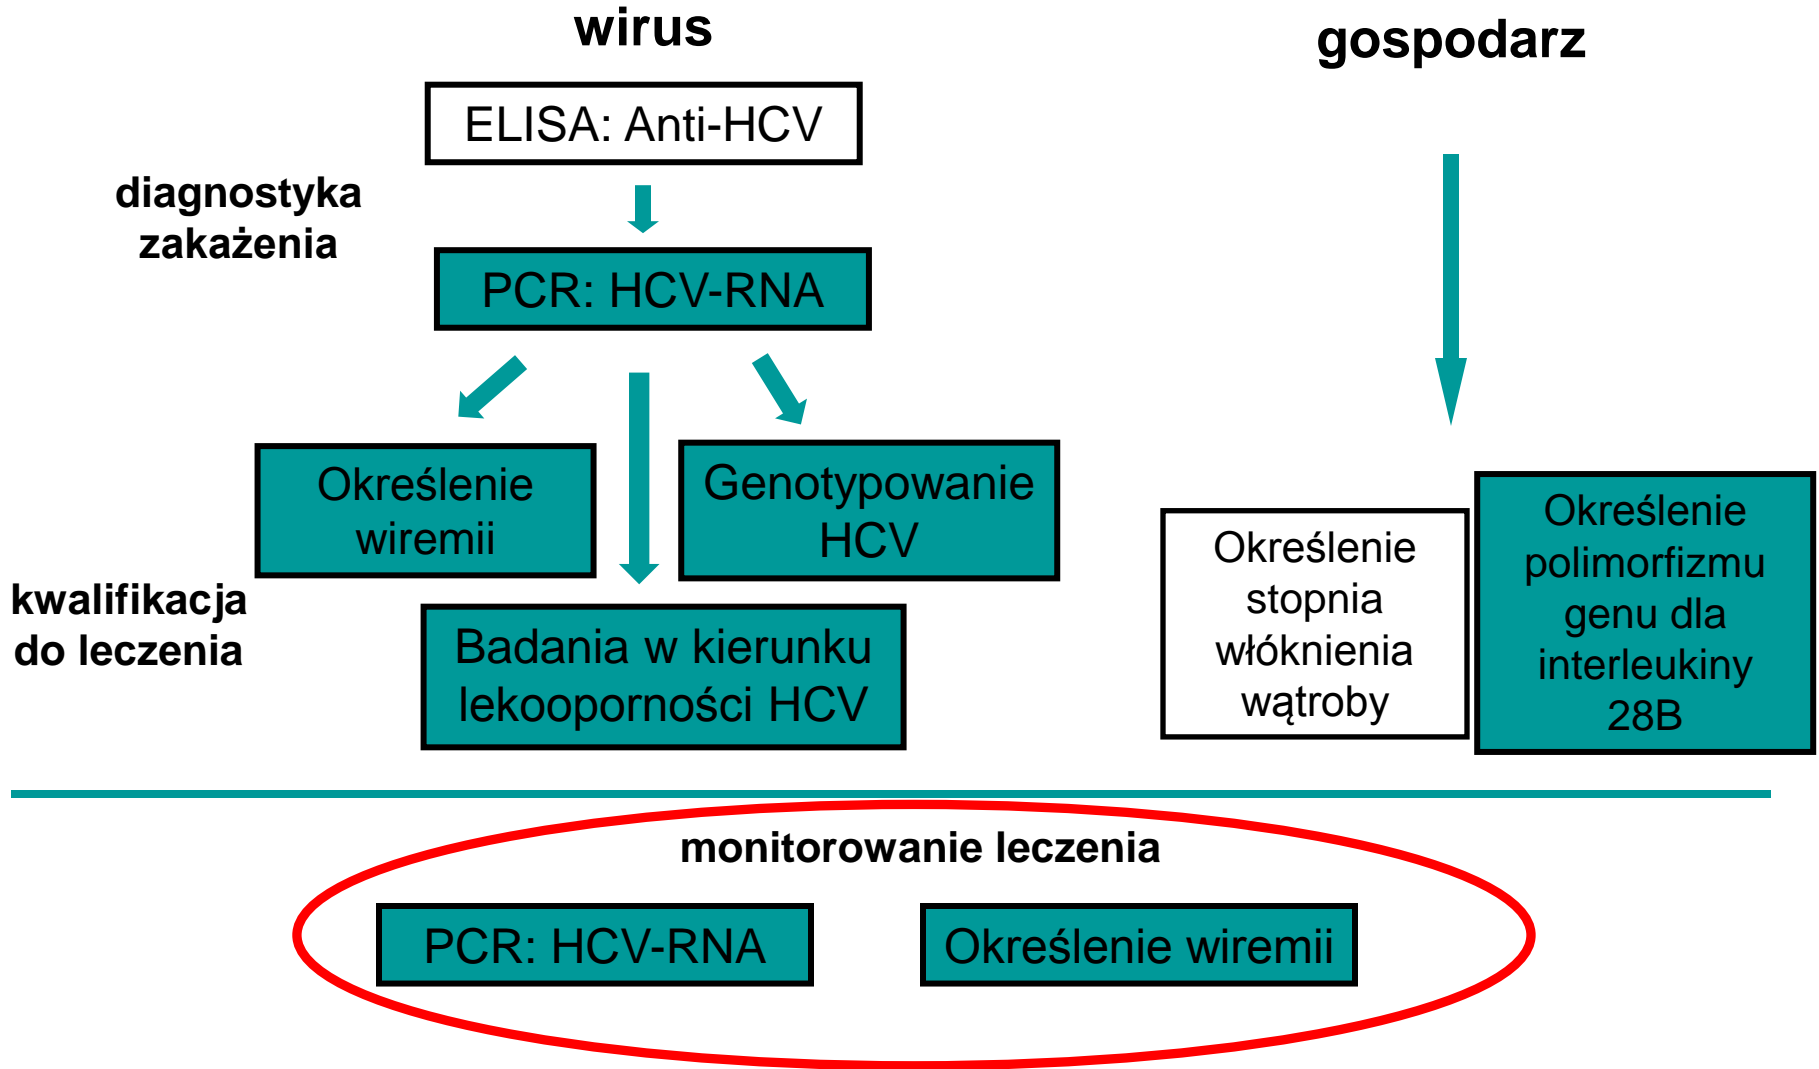 wirus
gospodarz
ELISA: Anti-HCV
diagnostyka
zakażenia
PCR: HCV-RNA
Określenie
wiremii
Genotypowanie
HCV
kwalifikacja
do leczenia
Badania w kierunku
lekooporności HCV
Określenie
stopnia
włóknienia
wątroby
Określenie
polimorfizmu
genu dla
interleukiny
28B
monitorowanie leczenia
PCR: HCV-RNA
Określenie wiremii